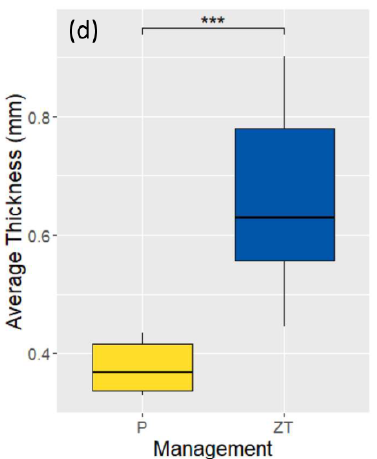 (d)
***
Average Thickness (mm)
0.8
0.6
0.4
P ZT
Management